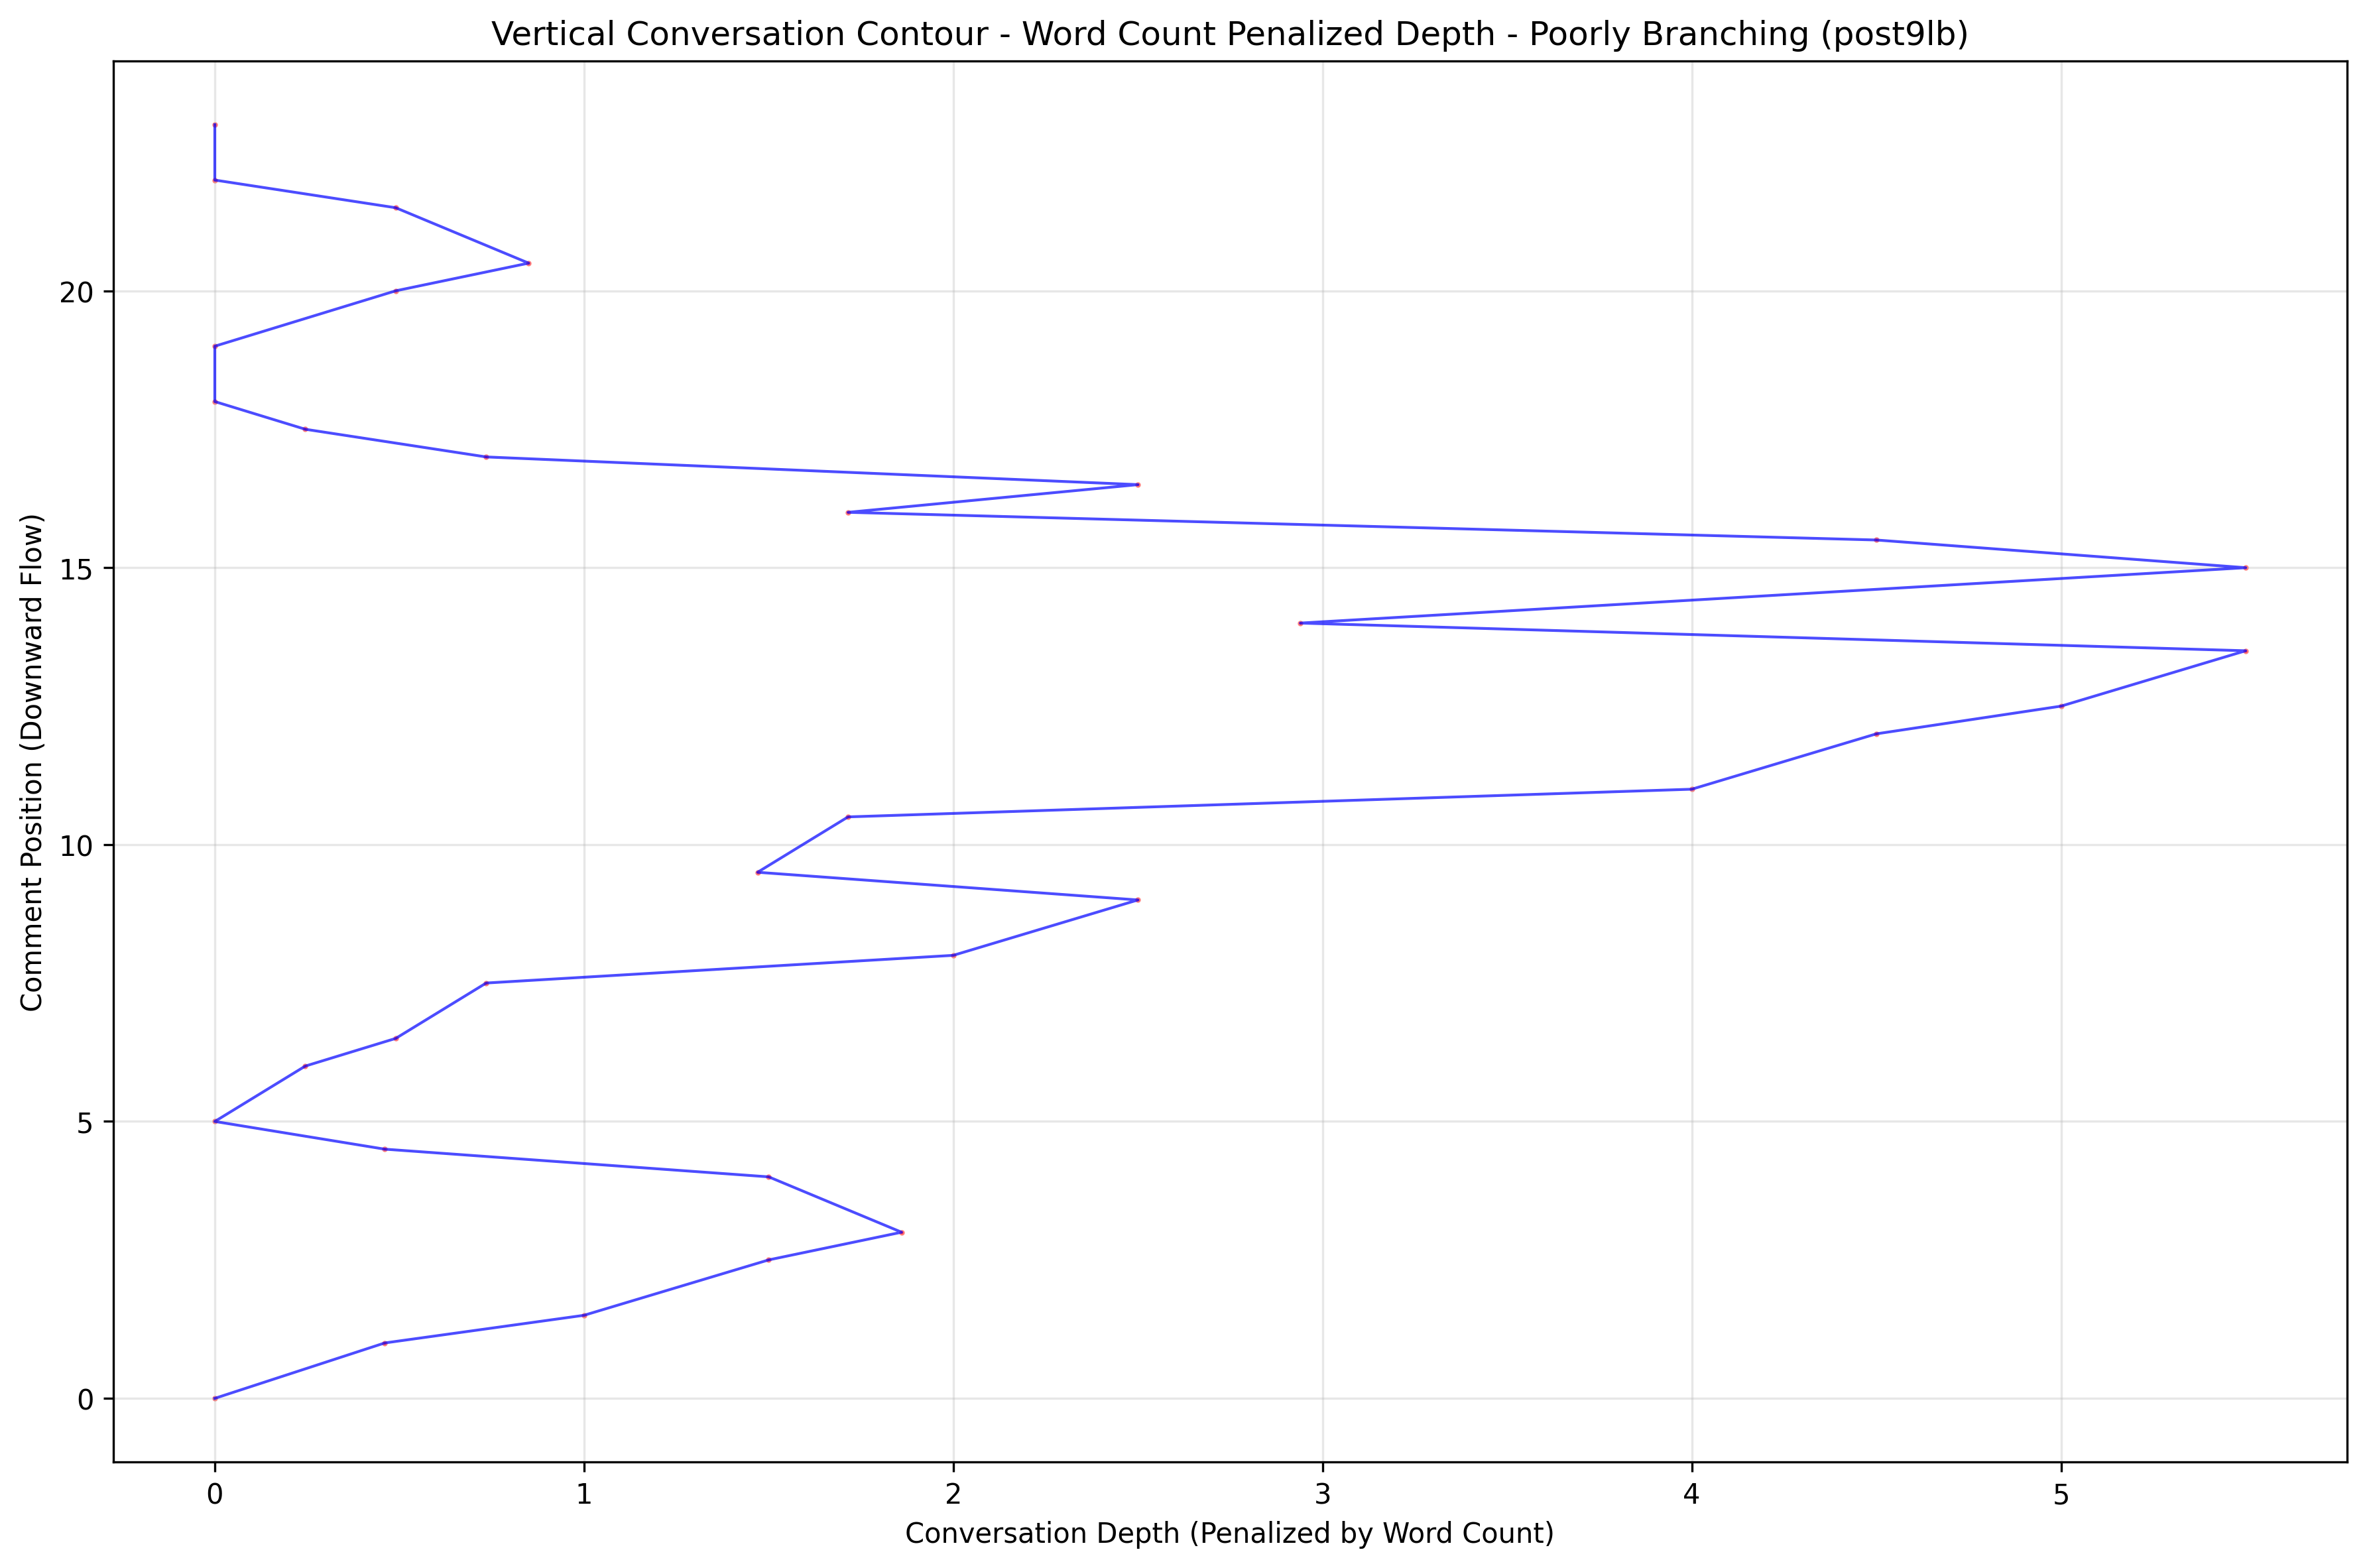 Vertical Conversation Contour - Word Count Penalized Depth - Poorly Branching (post9lb)
Comment Position (Downward Flow)
20
15
10
5
0
0 1 2 3 4 5
Conversation Depth (Penalized by Word Count)